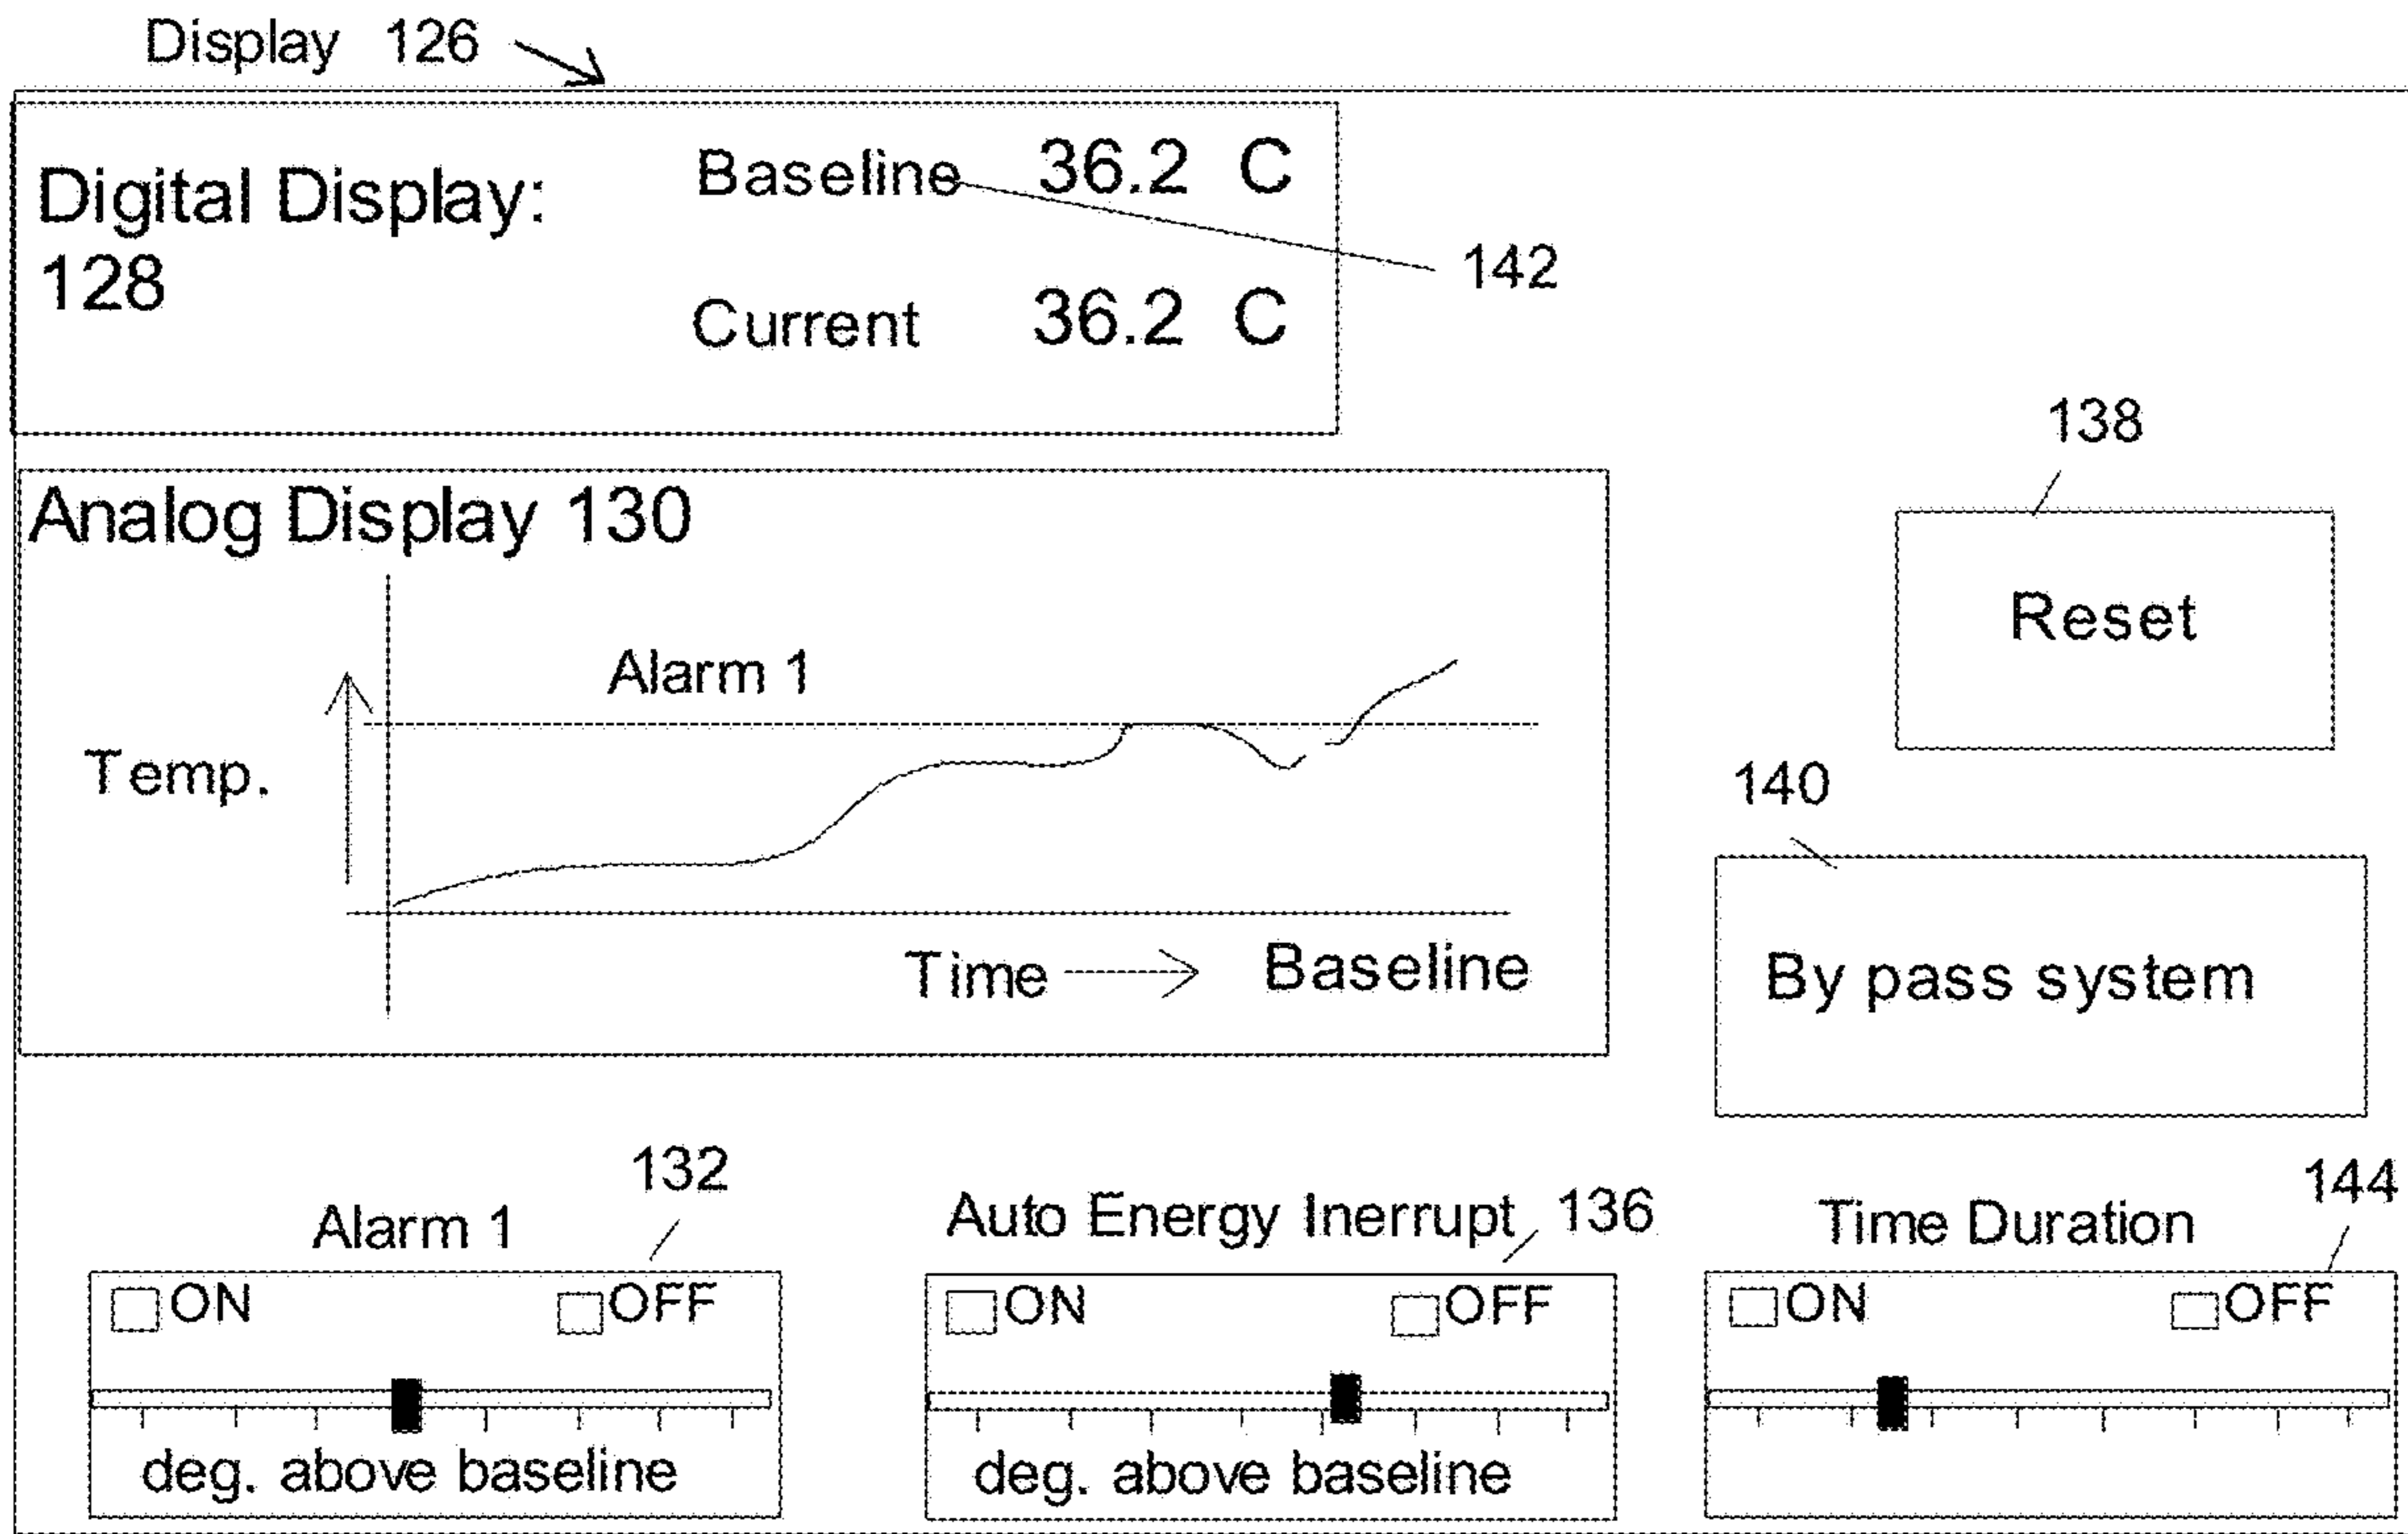 Display 126
Digital Display:
128
Baseline 36.2 C
142
Current 36.2 C
Analog Display 130
Alarm 1
Temp.
Time Baseline
138
Reset
140
By pass system
132
Alarm 1
ON OFF
deg. above baseline
Auto Energy Inerrupt 136
ON OFF
deg. above baseline
144
Time Duration
ON OFF